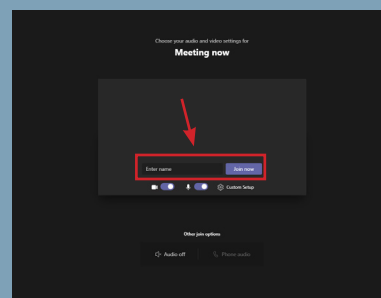 Choose your audio and video settings for
Meeting now
Enter name Join now
Custom Setup
Other join options
Audio off Phone audio